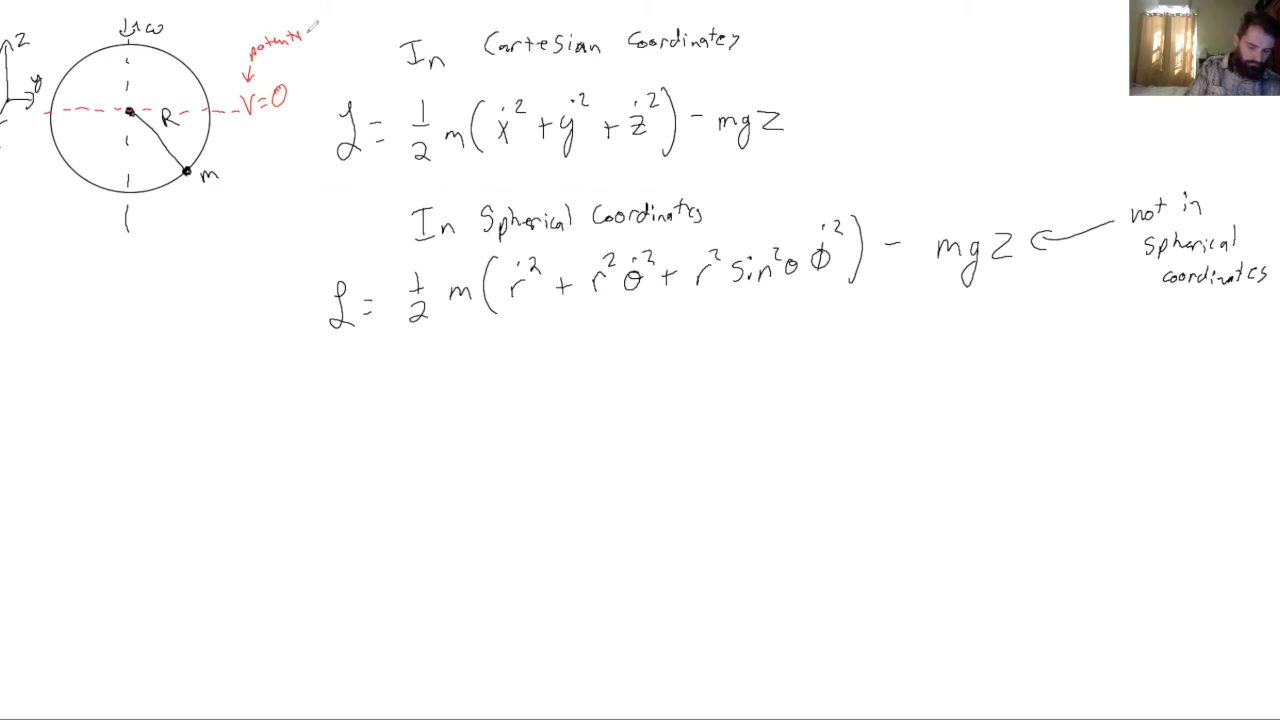 ω
z
y
R
m
V=0
In Cartesian Coordinates
ℒ = 1/2 m(ẋ² + ẏ² + ż²) - mgz
In Spherical Coordinates
ℒ = 1/2 m(ṙ² + r²θ̇² + r² sin²θ ϕ̇²) - mgz
not in
spherical
coordinates